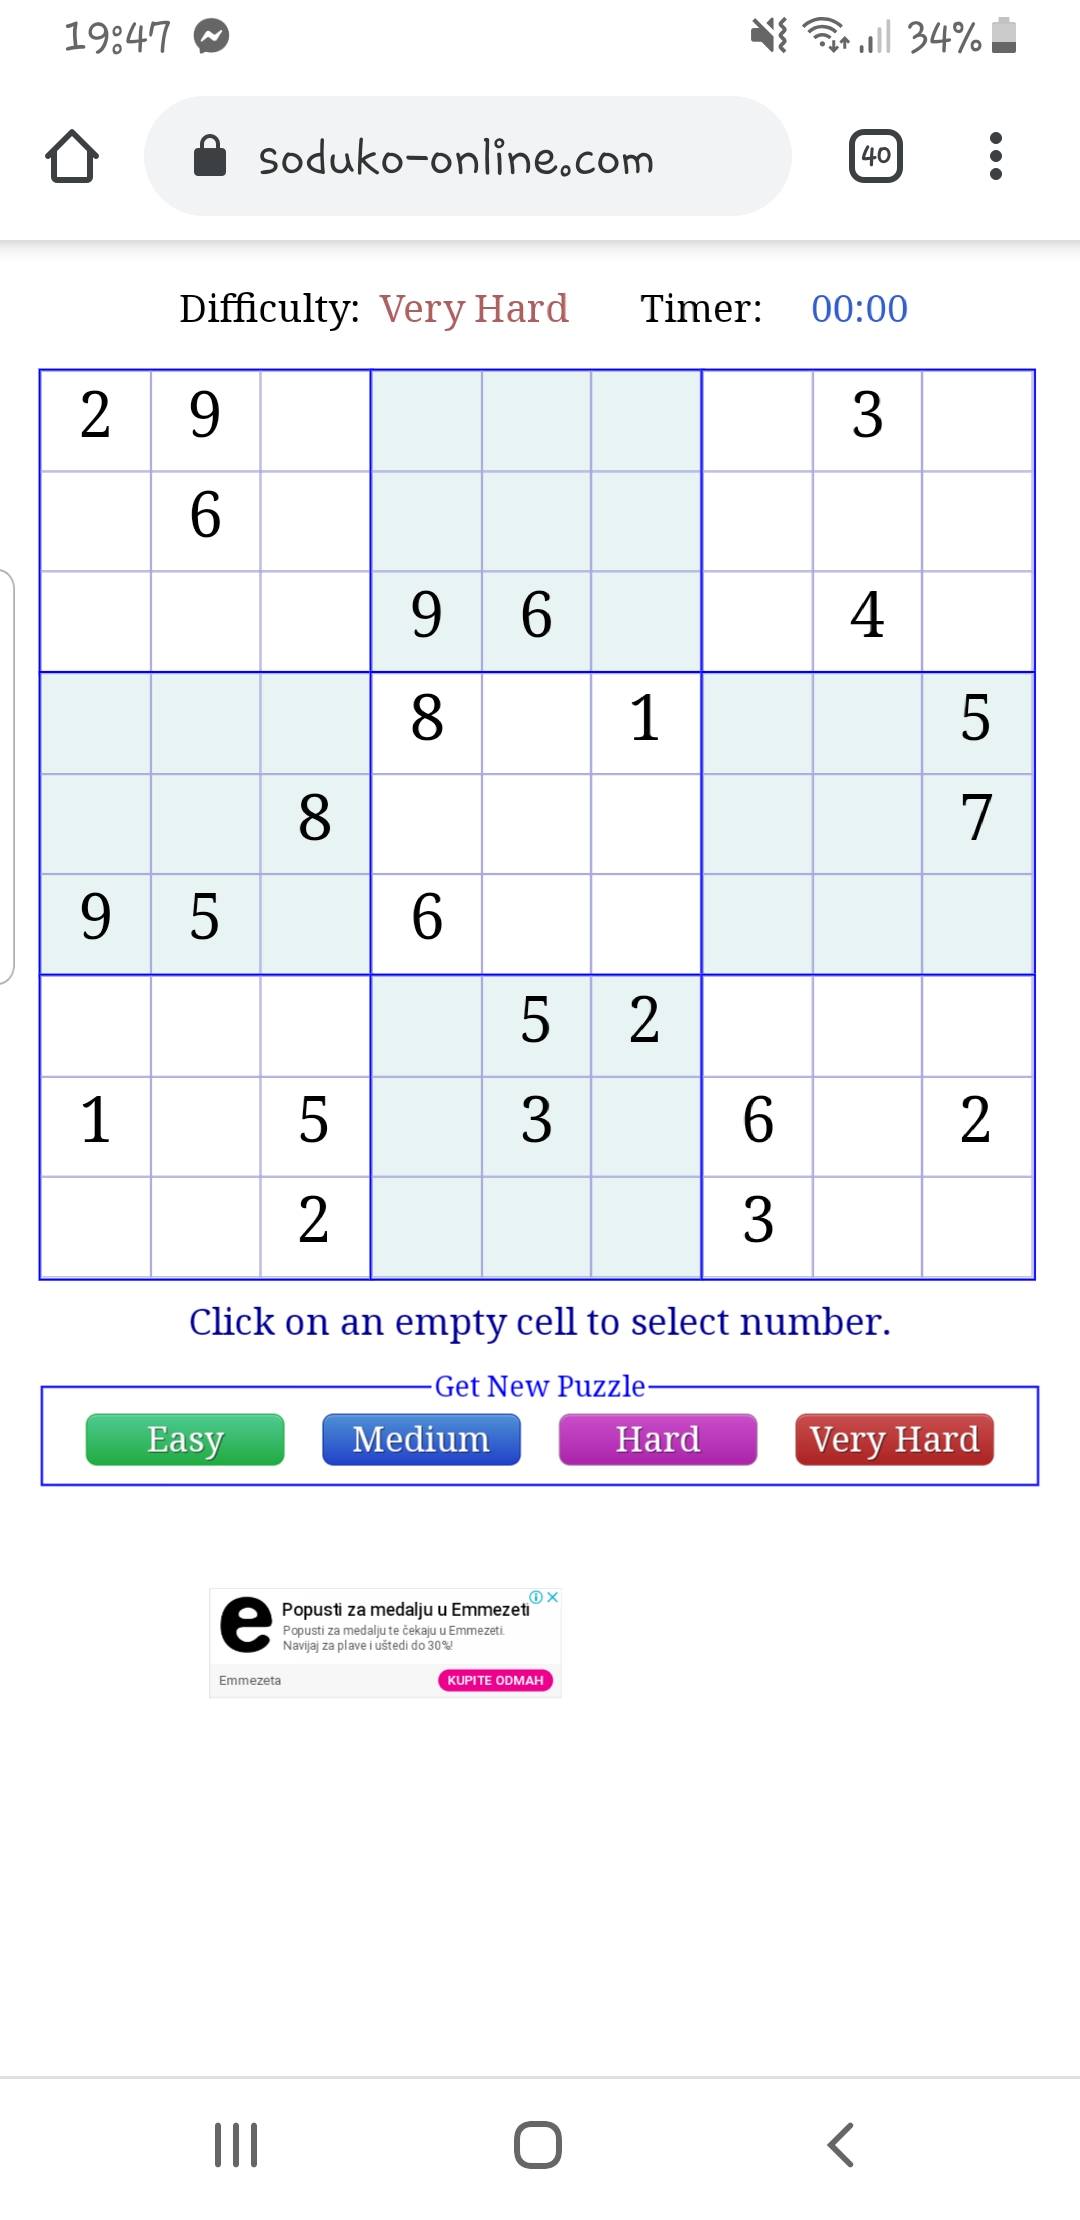 19:47 34%
soduko-online.com 40
Difficulty: Very Hard Timer: 00:00
2 9 3
6
9 6 4
8 1 5
8 7
9 5 6
5 2
1 5 3 6 2
2 3
Click on an empty cell to select number.
Get New Puzzle
Easy Medium Hard Very Hard
e Popusti za medalju u Emmezeti
Popusti za medalju te čekaju u Emmezeti.
Navijaj za plave i uštedi do 30%!
Emmezeta KUPITE ODMAH